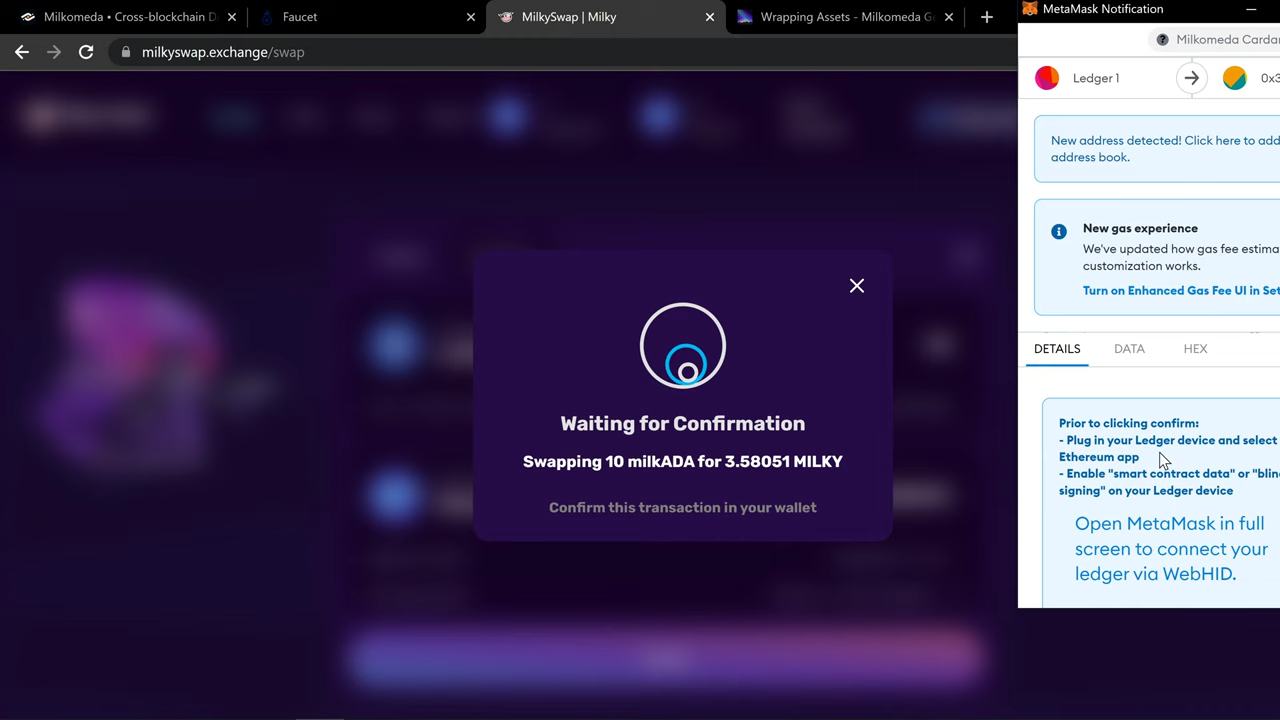 Milkomeda • Cross-blockchain D
Faucet
MilkySwap | Milky
Wrapping Assets - Milkomeda G
milkyswap.exchange/swap
Waiting for Confirmation
Swapping 10 milkADA for 3.58051 MILKY
Confirm this transaction in your wallet
MetaMask Notification
Milkomeda Cardan
Ledger 1
0x3
New address detected! Click here to add
address book.
New gas experience
We've updated how gas fee estima
customization works.
Turn on Enhanced Gas Fee UI in Set
DETAILS
DATA
HEX
Prior to clicking confirm:
- Plug in your Ledger device and select
Ethereum app
- Enable "smart contract data" or "blin
signing" on your Ledger device
Open MetaMask in full
screen to connect your
ledger via WebHID.